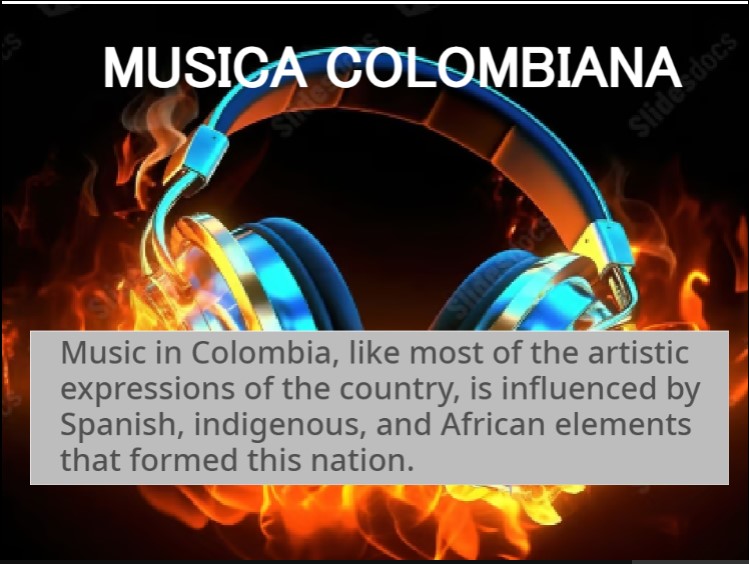 MUSICA COLOMBIANA
Slidesdocs
Music in Colombia, like most of the artistic
expressions of the country, is influenced by
Spanish, indigenous, and African elements
that formed this nation.